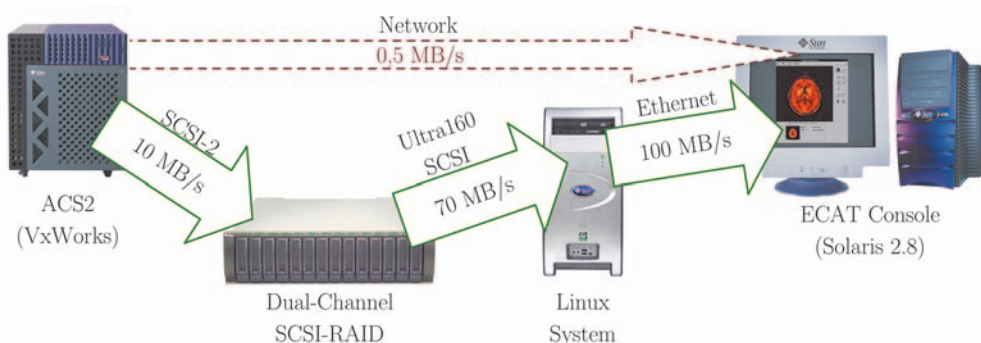 Network
0.5 MB/s
Sun
SCSI-2
10 MB/s
Ultra160
SCSI
70 MB/s
Ethernet
100 MB/s
ACS2
(VxWorks)
ECAT Console
(Solaris 2.8)
Dual-Channel
SCSI-RAID
Linux
System